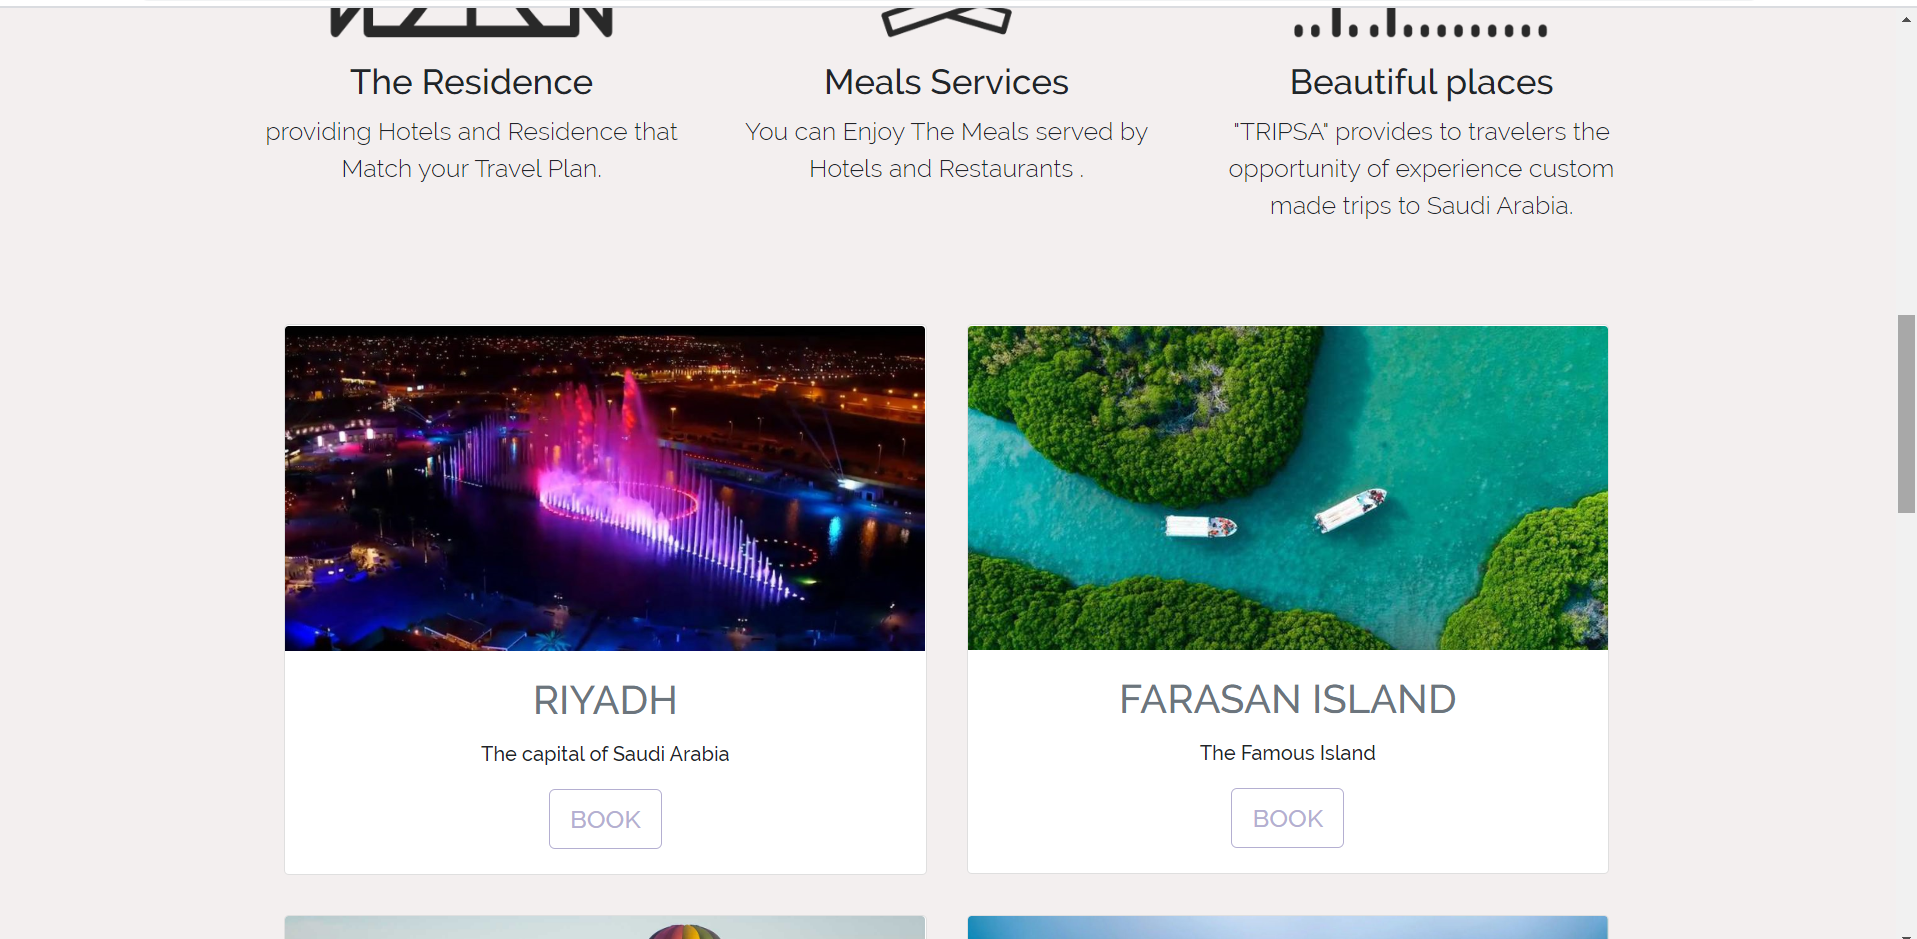 The Residence
providing Hotels and Residence that
Match your Travel Plan.
Meals Services
You can Enjoy The Meals served by
Hotels and Restaurants .
Beautiful places
"TRIPSA" provides to travelers the
opportunity of experience custom
made trips to Saudi Arabia.
RIYADH
The capital of Saudi Arabia
BOOK
FARASAN ISLAND
The Famous Island
BOOK